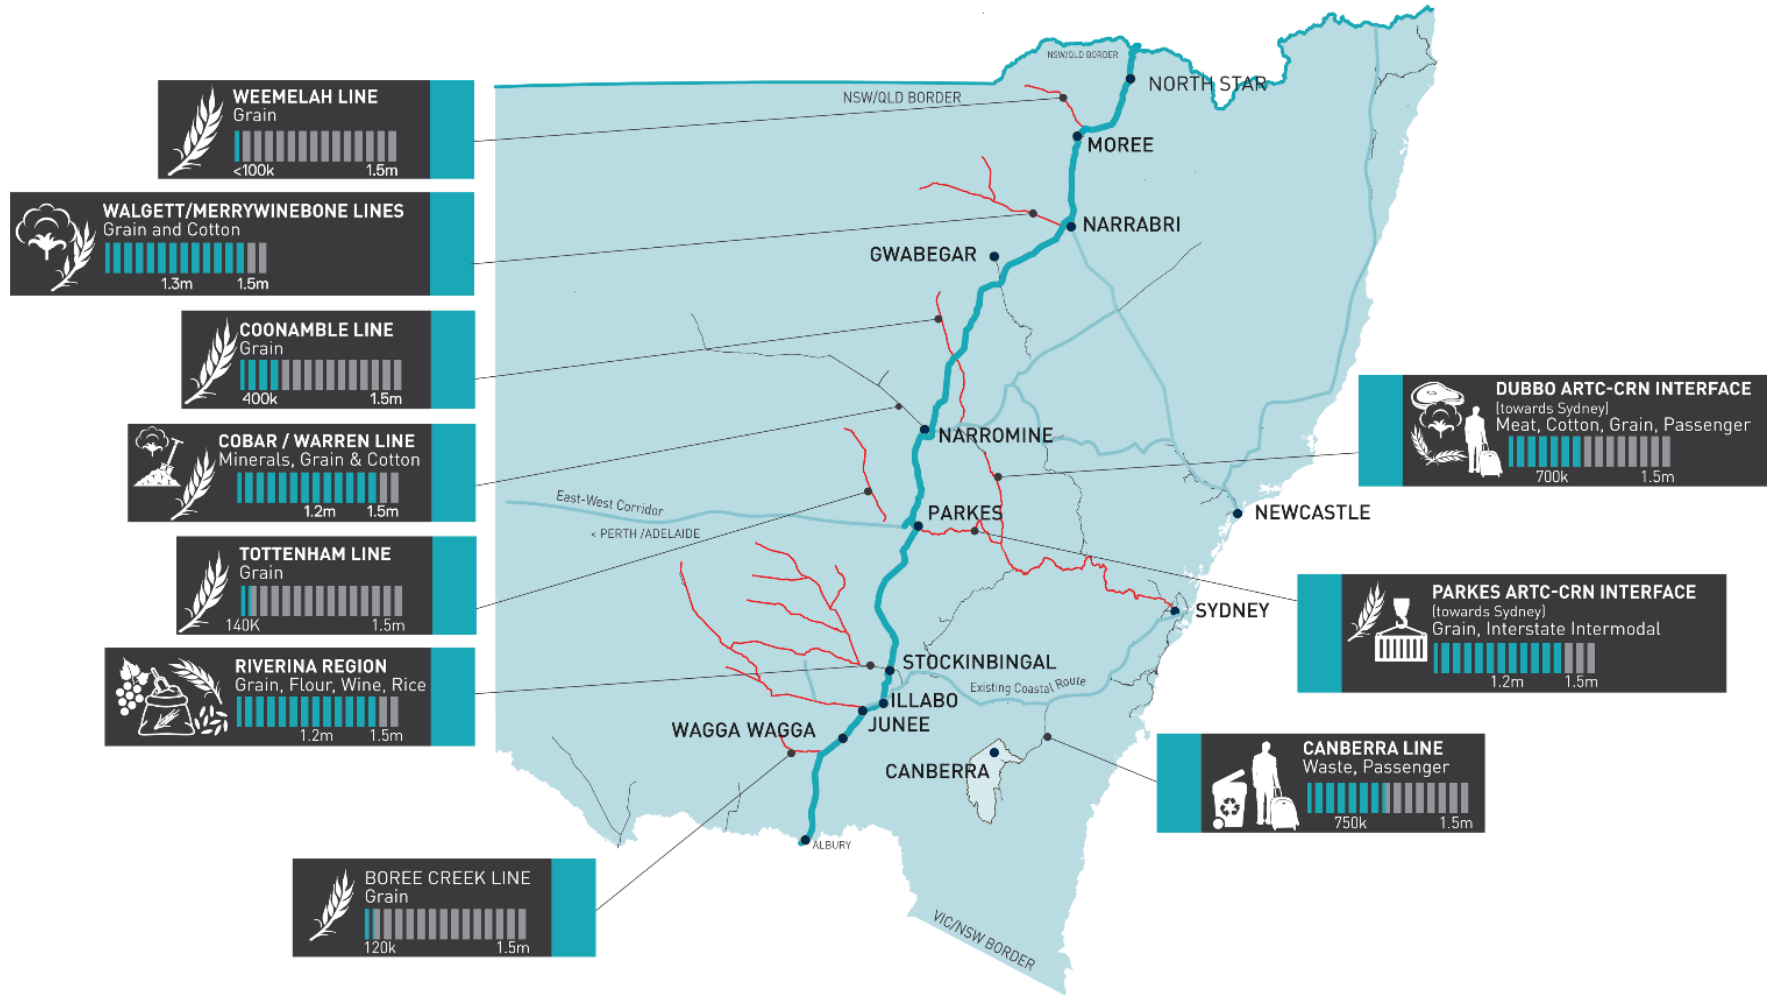 WEEMELAH LINE
Grain
<100k 1.5m
WALGETT/MERRYWINEBONE LINES
Grain and Cotton
1.3m 1.5m
COONAMBLE LINE
Grain
400k 1.5m
COBAR / WARREN LINE
Minerals, Grain & Cotton
1.2m 1.5m
TOTTENHAM LINE
Grain
140K 1.5m
RIVERINA REGION
Grain, Flour, Wine, Rice
1.2m 1.5m
BOREE CREEK LINE
Grain
120k 1.5m
NSW/QLD BORDER
NSW/QLD BORDER
NORTH STAR
MOREE
NARRABRI
GWABEGAR
NARROMINE
East-West Corridor
< PERTH /ADELAIDE
PARKES
NEWCASTLE
SYDNEY
STOCKINBINGAL
Existing Coastal Route
ILLABO
JUNEE
WAGGA WAGGA
CANBERRA
ALBURY
VIC/NSW BORDER
DUBBO ARTC-CRN INTERFACE
(towards Sydney)
Meat, Cotton, Grain, Passenger
700k 1.5m
PARKES ARTC-CRN INTERFACE
(towards Sydney)
Grain, Interstate Intermodal
1.2m 1.5m
CANBERRA LINE
Waste, Passenger
750k 1.5m